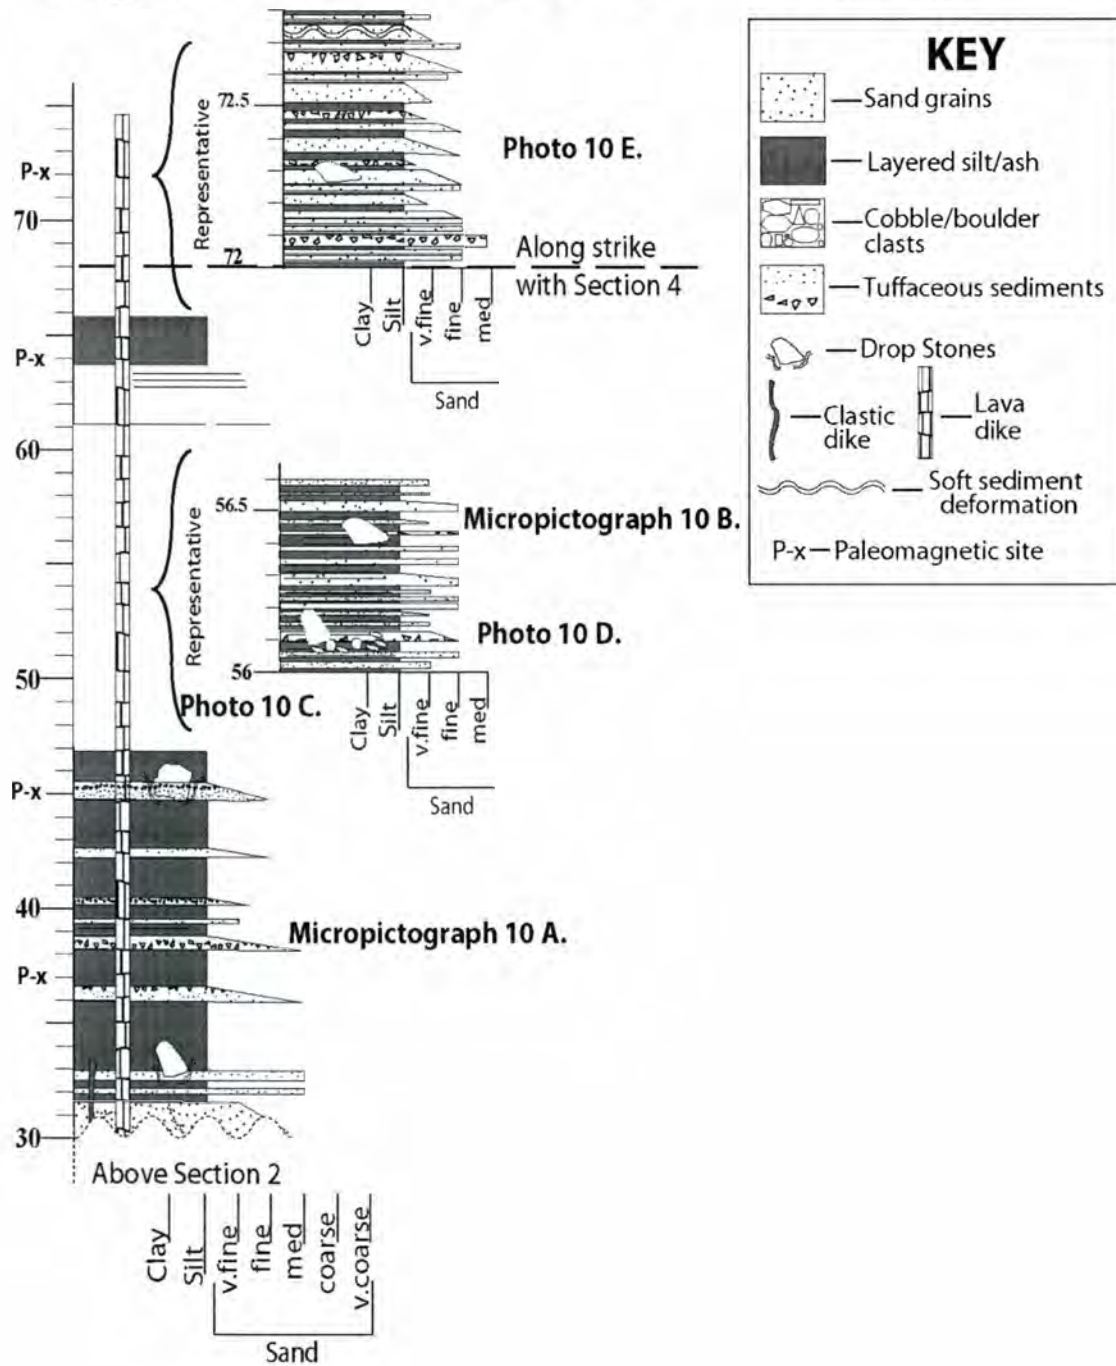 72.5
Representative
Photo 10 E.
P-x
70
72
Along strike
with Section 4
Clay
Silt
v.fine
fine
med
Sand
P-x
60
Representative
56.5
Micropictograph 10 B.
Photo 10 D.
56
50
Photo 10 C.
Clay
Silt
v.fine
fine
med
Sand
P-x
40
Micropictograph 10 A.
P-x
30
Above Section 2
Clay
Silt
v.fine
fine
med
coarse
v.coarse
Sand
KEY
Sand grains
Layered silt/ash
Cobble/boulder
clasts
Tuffaceous sediments
Drop Stones
Clastic
dike
Lava
dike
Soft sediment
deformation
P-x — Paleomagnetic site